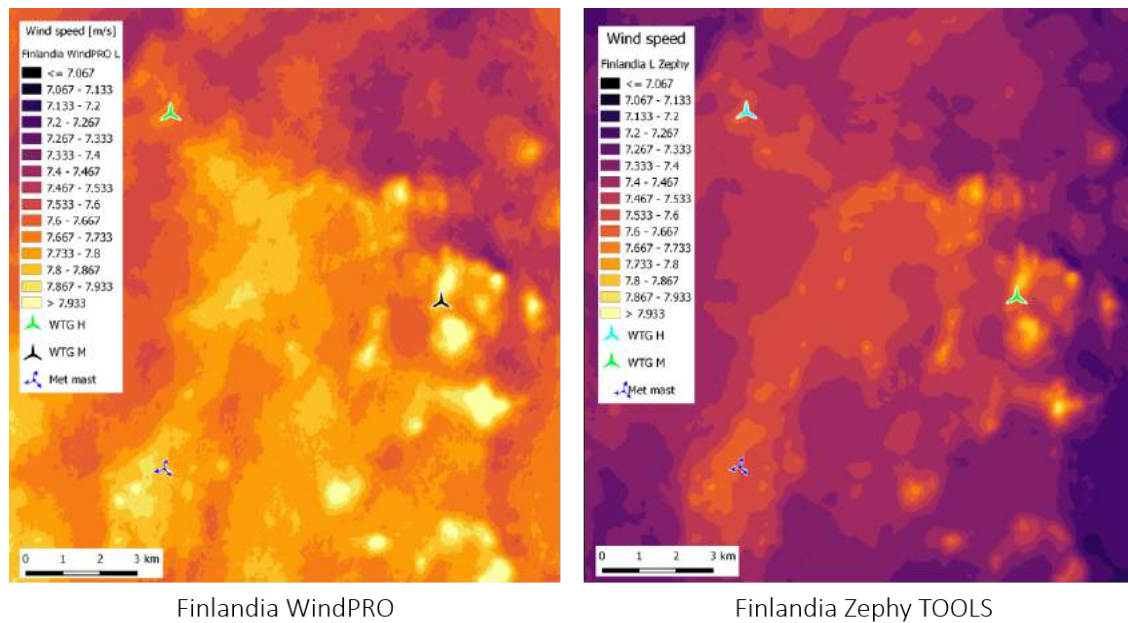 Wind speed [m/s]
Finlandia WindPRO L
<= 7.067
7.067 - 7.133
7.133 - 7.2
7.2 - 7.267
7.267 - 7.333
7.333 - 7.4
7.4 - 7.467
7.467 - 7.533
7.533 - 7.6
7.6 - 7.667
7.667 - 7.733
7.733 - 7.8
7.8 - 7.867
7.867 - 7.933
> 7.933
WTG H
WTG M
Met mast
0 1 2 3 km
Finlandia WindPRO
Wind speed
Finlandia L Zephy
<= 7.067
7.067 - 7.133
7.133 - 7.2
7.2 - 7.267
7.267 - 7.333
7.333 - 7.4
7.4 - 7.467
7.467 - 7.533
7.533 - 7.6
7.6 - 7.667
7.667 - 7.733
7.733 - 7.8
7.8 - 7.867
7.867 - 7.933
> 7.933
WTG H
WTG M
Met mast
0 1 2 3 km
Finlandia Zephy TOOLS